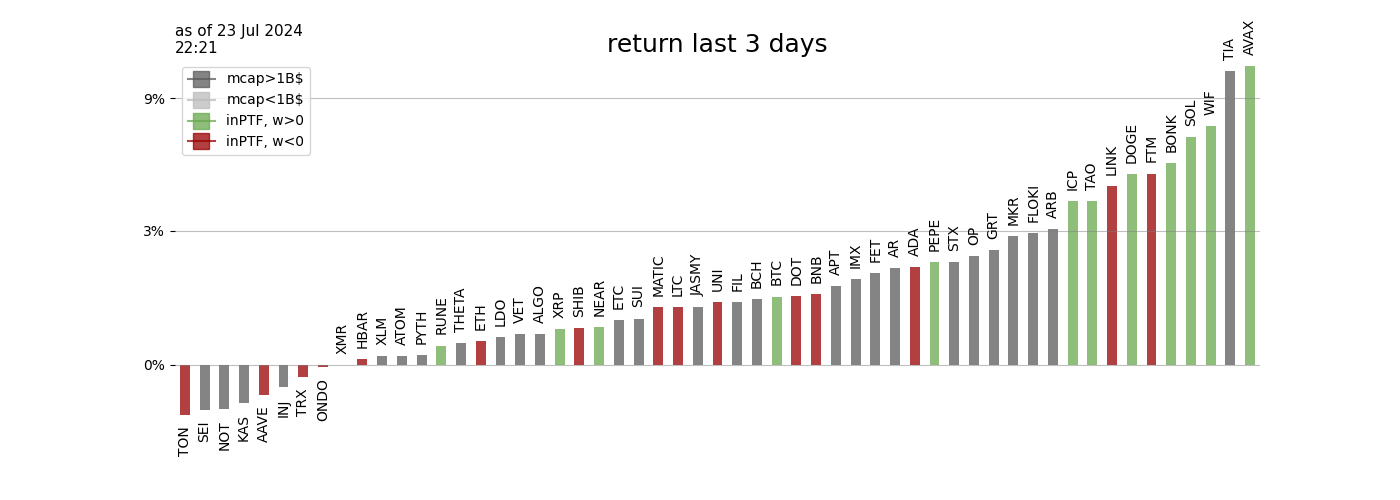 as of 23 Jul 2024
22:21
return last 3 days
mcap>1B$
mcap<1B$
inPTF, w>0
inPTF, w<0
9%
3%
0%
TON
SEI
NOT
KAS
AAVE
INJ
TRX
ONDO
XMR
HBAR
XLM
ATOM
PYTH
RUNE
THETA
ETH
LDO
VET
ALGO
XRP
SHIB
NEAR
ETC
SUI
MATIC
LTC
JASMY
UNI
FIL
BCH
BTC
DOT
BNB
APT
IMX
FET
AR
ADA
PEPE
STX
OP
GRT
MKR
FLOKI
ARB
ICP
TAO
LINK
DOGE
FTM
BONK
SOL
WIF
TIA
AVAX